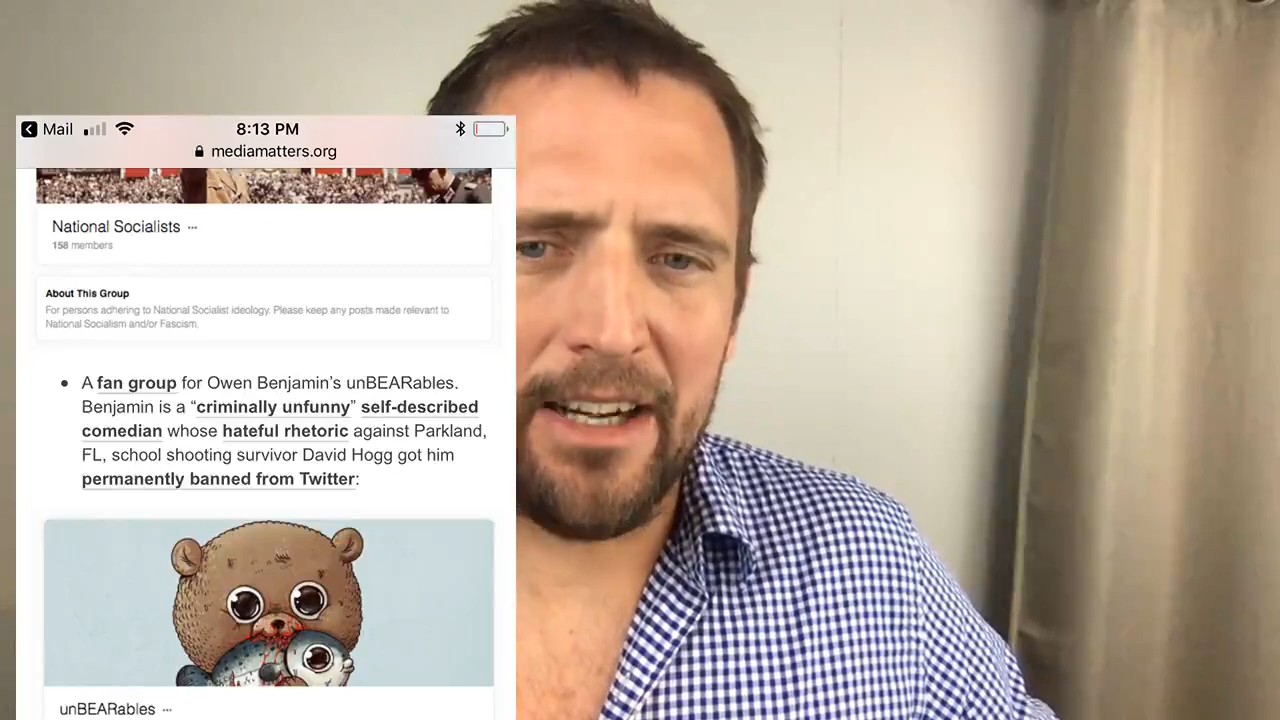 Mail
8:13 PM
mediamatters.org
National Socialists ...
158 members
About This Group
For persons adhering to National Socialist ideology. Please keep any posts made relevant to
National Socialism and/or Fascism.
• A fan group for Owen Benjamin’s unBEARables.
Benjamin is a “criminally unfunny” self-described
comedian whose hateful rhetoric against Parkland,
FL, school shooting survivor David Hogg got him
permanently banned from Twitter:
unBEARables ...